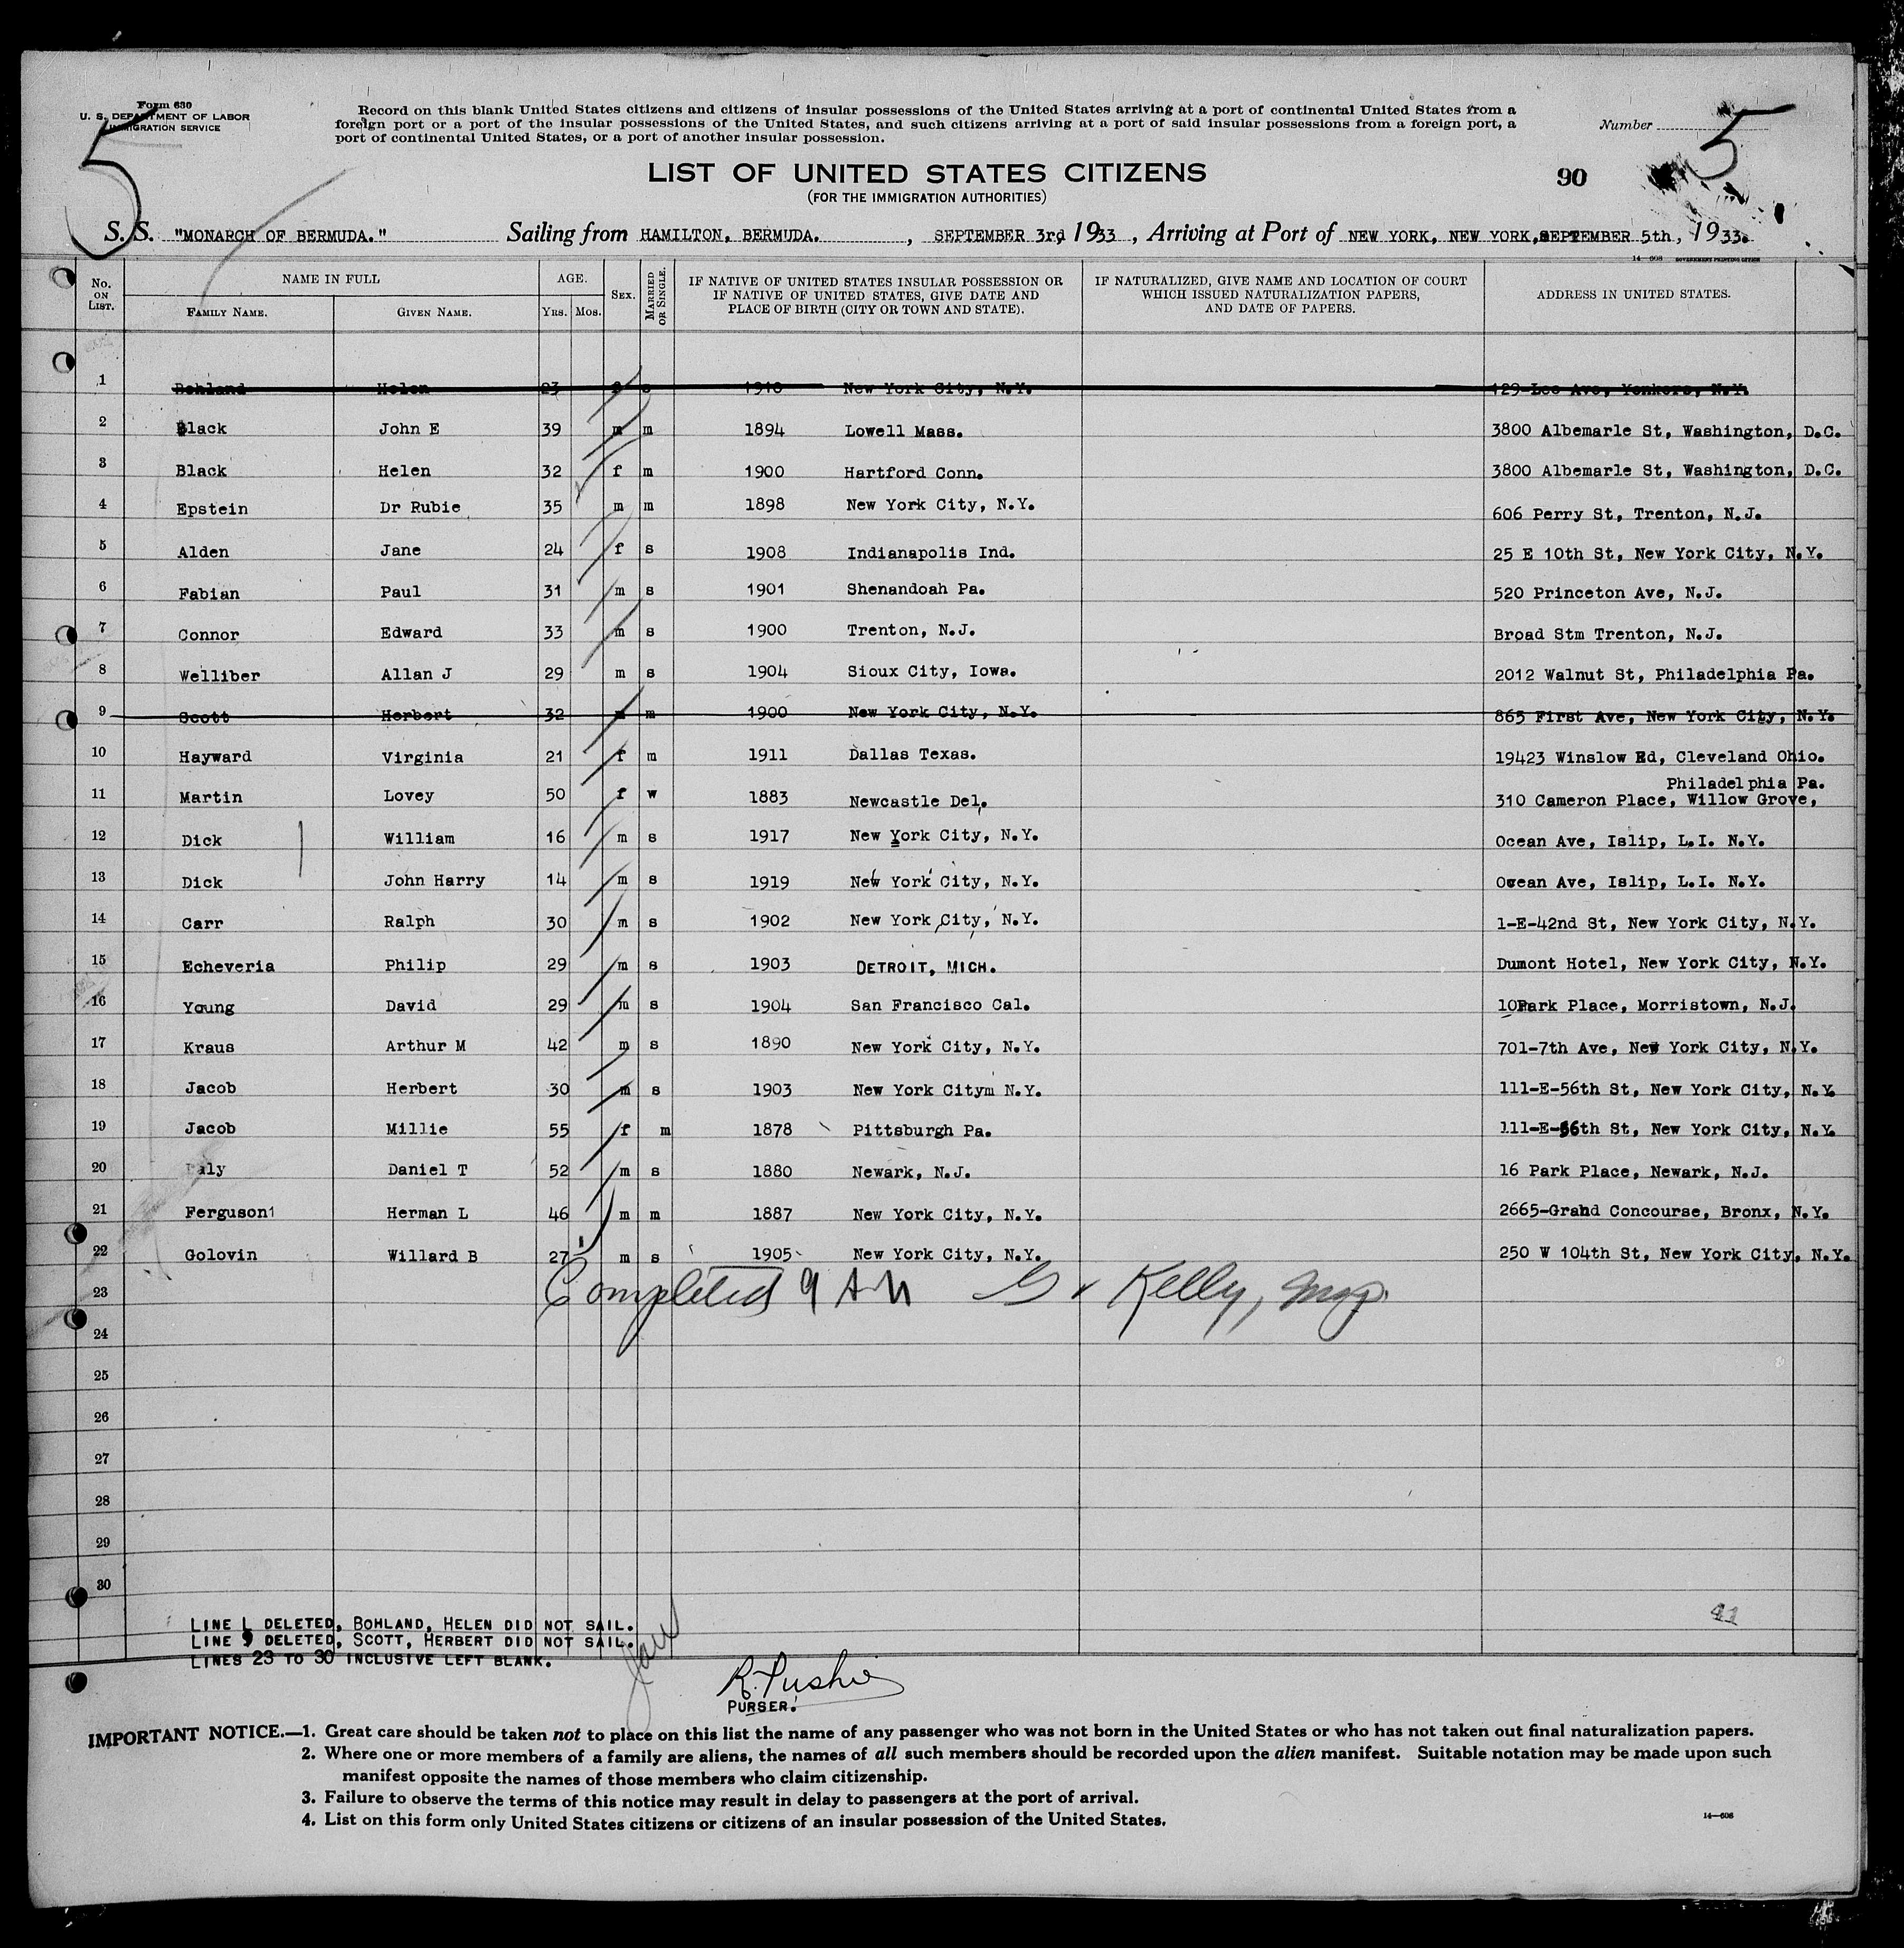 Form 630
U. S. DEPARTMENT OF LABOR
IMMIGRATION SERVICE
5
Record on this blank United States citizens and citizens of insular possessions of the United States arriving at a port of continental United States from a
foreign port or a port of the insular possessions of the United States, and such citizens arriving at a port of said insular possessions from a foreign port, a
port of continental United States, or a port of another insular possession.
Number
5
LIST OF UNITED STATES CITIZENS
90
(FOR THE IMMIGRATION AUTHORITIES)
S. S. "MONARCH OF BERMUDA." Sailing from HAMILTON, BERMUDA. , SEPTEMBER 3rd, 1933 , Arriving at Port of NEW YORK, NEW YORK, SEPTEMBER 5th, 1933.
14-608 GOVERNMENT PRINTING OFFICE
No. ON LIST. NAME IN FULL AGE. SEX. MARRIED OR SINGLE. IF NATIVE OF UNITED STATES INSULAR POSSESSION OR IF NATIVE OF UNITED STATES, GIVE DATE AND PLACE OF BIRTH (CITY OR TOWN AND STATE). IF NATURALIZED, GIVE NAME AND LOCATION OF COURT WHICH ISSUED NATURALIZATION PAPERS, AND DATE OF PAPERS. ADDRESS IN UNITED STATES.
FAMILY NAME. GIVEN NAME. YRS. MOS.
1 Bohland Helen 23 f s 1910 New York City, N.Y. 129-Lee Ave, Yonkers, N.Y.
2 Black John E 39 m m 1894 Lowell Mass. 3800 Albemarle St, Washington, D.C.
3 Black Helen 32 f m 1900 Hartford Conn. 3800 Albemarle St, Washington, D.C.
4 Epstein Dr Rubie 35 m m 1898 New York City, N.Y. 606 Perry St, Trenton, N.J.
5 Alden Jane 24 f s 1908 Indianapolis Ind. 25 E 10th St, New York City, N.Y.
6 Fabian Paul 31 m s 1901 Shenandoah Pa. 520 Princeton Ave, N.J.
7 Connor Edward 33 m s 1900 Trenton, N.J. Broad Stm Trenton, N.J.
8 Welliber Allan J 29 m s 1904 Sioux City, Iowa. 2012 Walnut St, Philadelphia Pa.
9 Scott Herbert 32 m m 1900 New York City, N.Y. 865 First Ave, New York City, N.Y.
10 Hayward Virginia 21 f m 1911 Dallas Texas. 19423 Winslow Rd, Cleveland Ohio.
11 Martin Lovey 50 f w 1883 Newcastle Del. 310 Cameron Place, Willow Grove, Philadelphia Pa.
12 Dick William 16 m s 1917 New York City, N.Y. Ocean Ave, Islip, L.I. N.Y.
13 Dick John Harry 14 m s 1919 New York City, N.Y. Ocean Ave, Islip, L.I. N.Y.
14 Carr Ralph 30 m s 1902 New York City, N.Y. 1-E-42nd St, New York City, N.Y.
15 Echeveria Philip 29 m s 1903 DETROIT, MICH. Dumont Hotel, New York City, N.Y.
16 Young David 29 m s 1904 San Francisco Cal. 10Park Place, Morristown, N.J.
17 Kraus Arthur M 42 m s 1890 New York City, N.Y. 701-7th Ave, New York City, N.Y.
18 Jacob Herbert 30 m s 1903 New York Citym N.Y. 111-E-56th St, New York City, N.Y.
19 Jacob Millie 55 f m 1878 Pittsburgh Pa. 111-E-56th St, New York City, N.Y.
20 Daly Daniel T 52 m s 1880 Newark, N.J. 16 Park Place, Newark, N.J.
21 Ferguson Herman L 46 m m 1887 New York City, N.Y. 2665-Grand Concourse, Bronx, N.Y.
22 Golovin Willard B 27 m s 1905 New York City, N.Y. 250 W 104th St, New York City, N.Y.
23 Completed 9 AM G v Kelly, Insp.
24
25
26
27
28
29
30
41
LINE 1 DELETED, BOHLAND, HELEN DID NOT SAIL.
LINE 9 DELETED, SCOTT, HERBERT DID NOT SAIL.
LINES 23 TO 30 INCLUSIVE LEFT BLANK.
PURSER.
IMPORTANT NOTICE.—1. Great care should be taken not to place on this list the name of any passenger who was not born in the United States or who has not taken out final naturalization papers.
2. Where one or more members of a family are aliens, the names of all such members should be recorded upon the alien manifest. Suitable notation may be made upon such
manifest opposite the names of those members who claim citizenship.
3. Failure to observe the terms of this notice may result in delay to passengers at the port of arrival.
4. List on this form only United States citizens or citizens of an insular possession of the United States.
14-608